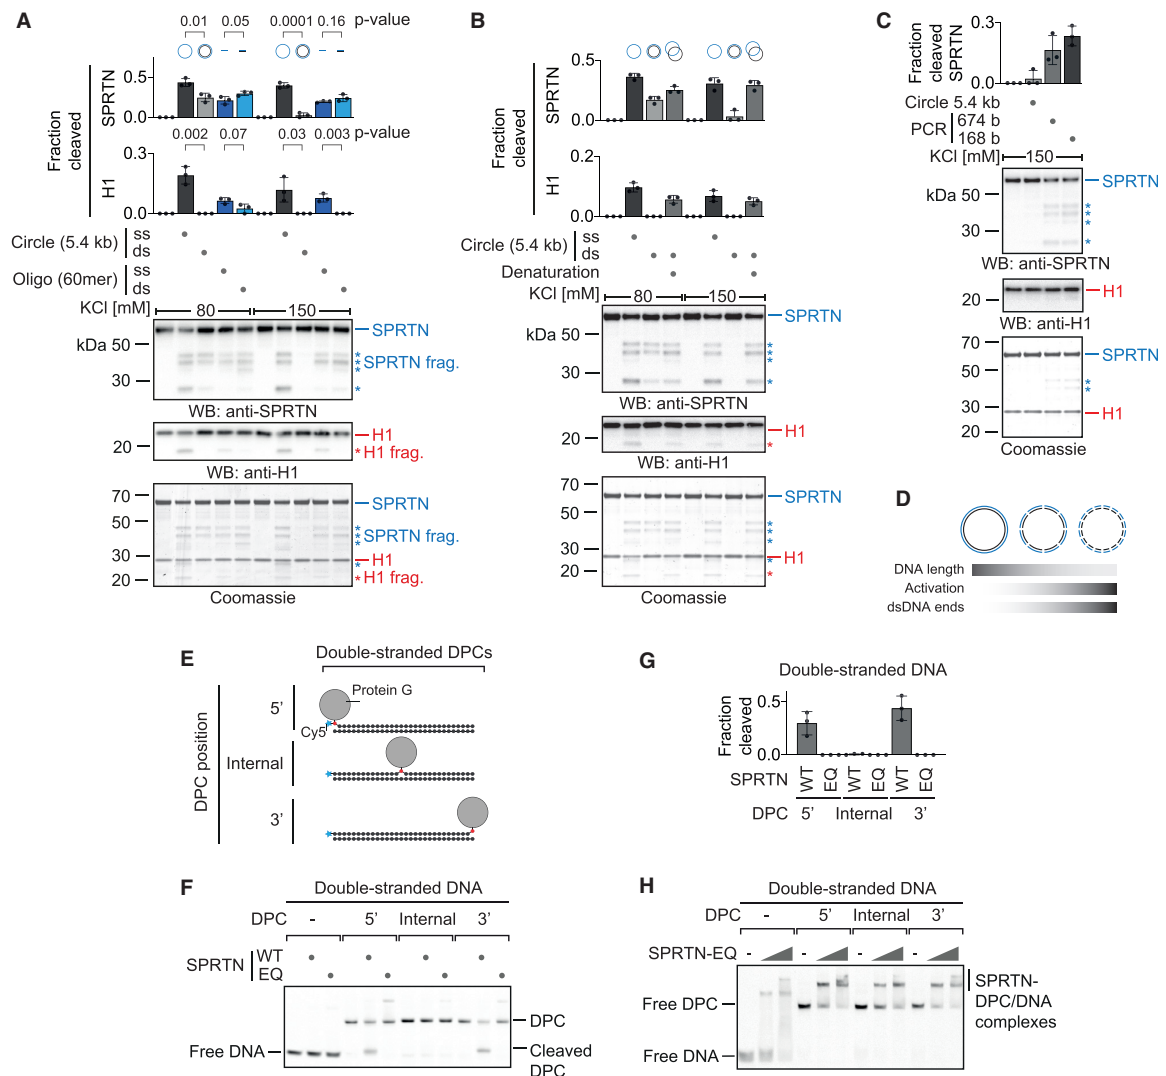 A
0.01 0.05 0.0001 0.16 p-value
Fraction cleaved
SPRTN
0.5
0.0
0.002 0.07 0.03 0.003 p-value
H1
0.3
0.0
Circle (5.4 kb) ss
ds
Oligo (60mer) ss
ds
KCl [mM] 80 150
kDa 50
30
SPRTN
* SPRTN frag.
*
*
*
WB: anti-SPRTN
20
H1
* H1 frag.
WB: anti-H1
70
50
30
20
SPRTN
* SPRTN frag.
*
*
H1
*
* H1 frag.
Coomassie
B
Fraction cleaved
SPRTN
0.5
0.0
H1
0.2
0.0
Circle (5.4 kb) ss
ds
Denaturation
KCl [mM] 80 150
kDa 50
30
SPRTN
*
*
*
*
WB: anti-SPRTN
20
H1
*
WB: anti-H1
70
50
30
20
SPRTN
*
*
*
H1
*
*
Coomassie
C
Fraction cleaved SPRTN
0.3
0.0
Circle 5.4 kb
PCR 674 b
168 b
KCl [mM] 150
kDa 50
30
SPRTN
*
*
*
*
WB: anti-SPRTN
20
H1
WB: anti-H1
70
50
30
20
SPRTN
*
*
H1
Coomassie
D
DNA length
Activation
dsDNA ends
E
Double-stranded DPCs
DPC position
5’
Protein G
Cy5
Internal
3’
F
Double-stranded DNA
DPC - 5’ Internal 3’
SPRTN WT
EQ
DPC
Free DNA
Cleaved DPC
G
Double-stranded DNA
Fraction cleaved
0.5
0.0
SPRTN WT EQ WT EQ WT EQ
DPC 5’ Internal 3’
H
Double-stranded DNA
DPC - 5’ Internal 3’
SPRTN-EQ - - - -
Free DPC
Free DNA
SPRTN-DPC/DNA complexes